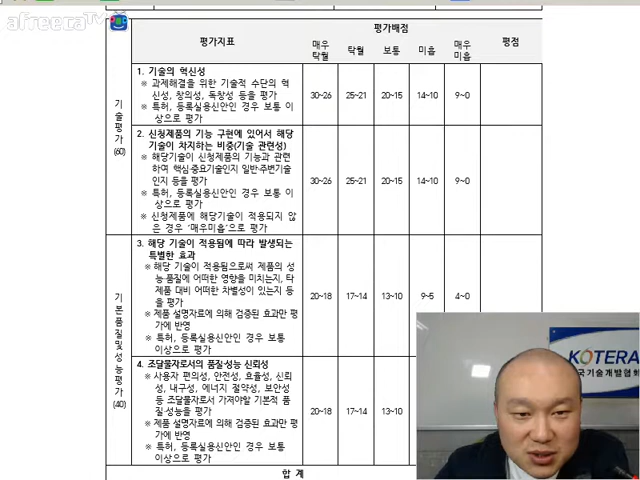 afreecaTV
평가지표
평가배점
평점
매우
탁월
탁월
보통
미흡
매우
미흡
기술평가
(60)
1. 기술의 혁신성
※ 과제해결을 위한 기술적 수단의 혁
신성, 창의성, 독창성 등을 평가
※ 특허, 등록실용신안인 경우 보통 이
상으로 평가
30~26
25~21
20~15
14~10
9~0
2. 신청제품의 기능 구현에 있어서 해당
기술이 차지하는 비중(기술 관련성)
※ 해당기술이 신청제품의 기능과 관련
하여 핵심·중요기술인지 일반·주변기술
인지 등을 평가
※ 특허, 등록실용신안인 경우 보통 이
상으로 평가
※ 신청제품에 해당기술이 적용되지 않
은 경우 '매우미흡'으로 평가
30~26
25~21
20~15
14~10
9~0
기본품질및성능평가
(40)
3. 해당 기술이 적용됨에 따라 발생되는
특별한 효과
※ 해당 기술이 적용됨으로써 제품의 성
능·품질에 어떠한 영향을 미치는지, 타
제품 대비 어떠한 차별성이 있는지 등
을 평가
※ 제품 설명자료에 의해 검증된 효과만 평
가에 반영
※ 특허, 등록실용신안인 경우 보통
이상으로 평가
20~18
17~14
13~10
9~5
4~0
4. 조달물자로서의 품질·성능 신뢰성
※ 사용자 편의성, 안전성, 효율성, 신뢰
성, 내구성, 에너지 절약성, 보안성
등 조달물자로서 가져야할 기본적 품
질·성능을 평가
※ 제품 설명자료에 의해 검증된 효과만 평
가에 반영
※ 특허, 등록실용신안인 경우 보통
이상으로 평가
20~18
17~14
13~10
합 계
KOTERA
국기술개발협회